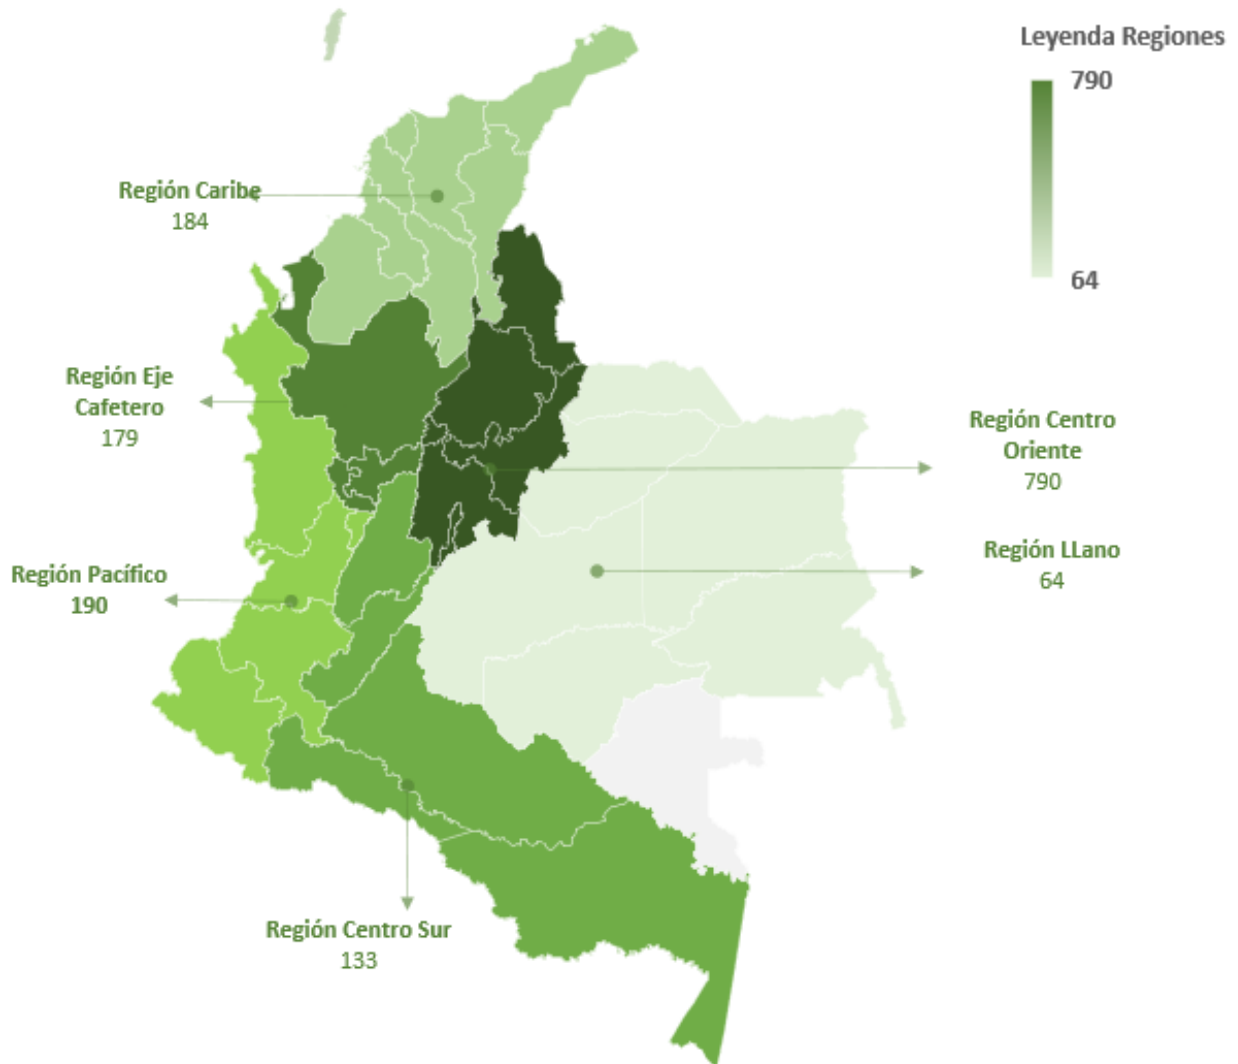 Leyenda Regiones
790
64
Región Caribe
184
Región Eje
Cafetero
179
Región Centro
Oriente
790
Región LLano
64
Región Pacífico
190
Región Centro Sur
133